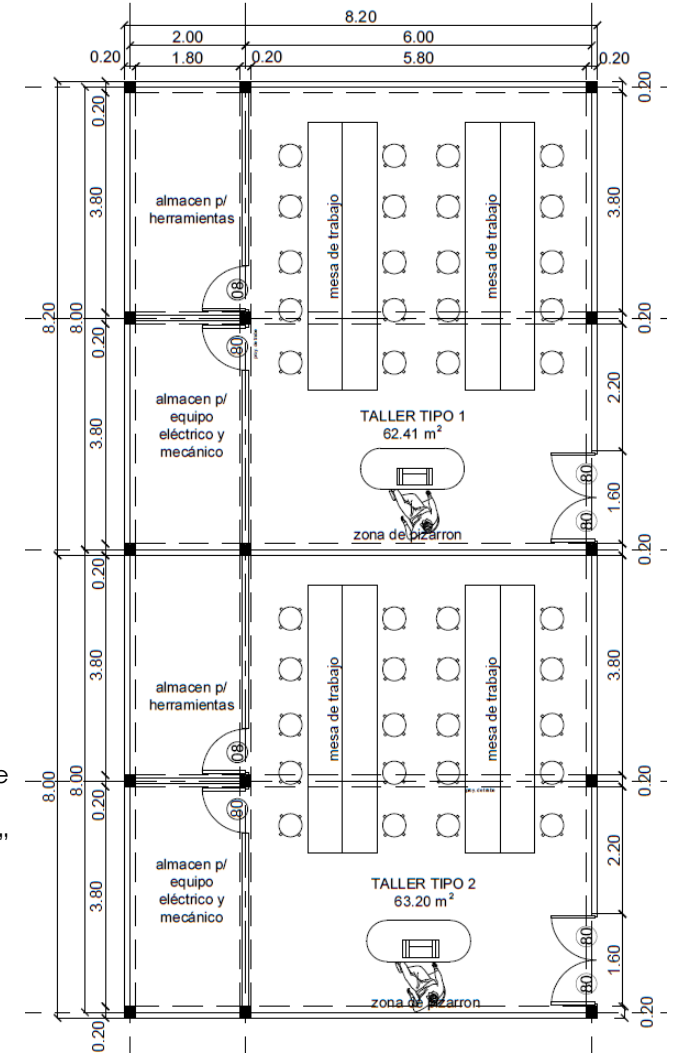 8.20
2.00 6.00
0.20 1.80 0.20 5.80 0.20
0.20
0.20
3.80
3.80
almacen p/
herramientas
mesa de trabajo
mesa de trabajo
80
8.20
8.00
0.20
0.20
80
2.20
almacen p/
equipo
eléctrico y
mecánico
3.80
TALLER TIPO 1
62.41 m²
80
80
1.60
zona de pizarron
0.20
0.20
3.80
3.80
almacen p/
herramientas
mesa de trabajo
mesa de trabajo
80
e
8.00
8.00
0.20
0.20
80
”
2.20
almacen p/
equipo
eléctrico y
mecánico
3.80
TALLER TIPO 2
63.20 m²
80
80
1.60
zona de pizarron
0.20
0.20